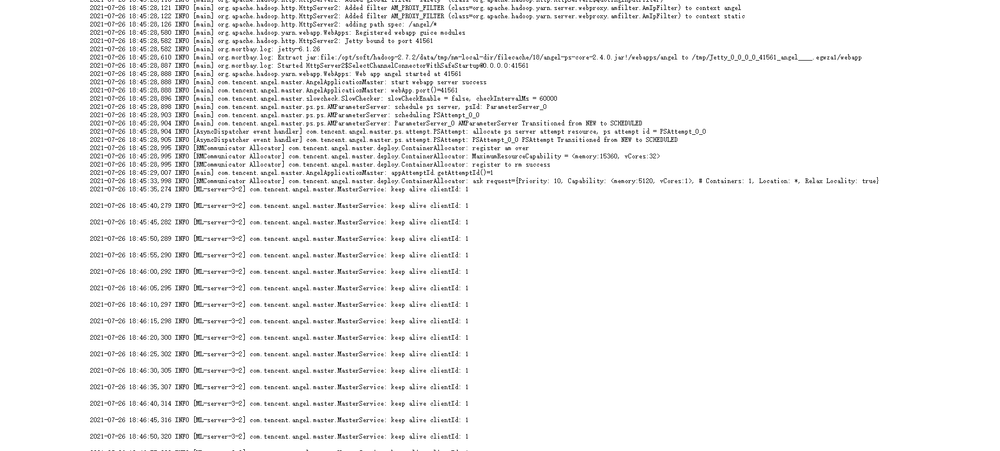 2021-07-26 18:45:28,118 INFO [main] org.apache.hadoop.http.HttpServer2: Added global filter 'safety' (class=org.apache.hadoop.http.HttpServer2$QuotingInputFilter)
2021-07-26 18:45:28,121 INFO [main] org.apache.hadoop.http.HttpServer2: Added filter AM_PROXY_FILTER (class=org.apache.hadoop.yarn.server.webproxy.amfilter.AmIpFilter) to context angel
2021-07-26 18:45:28,122 INFO [main] org.apache.hadoop.http.HttpServer2: Added filter AM_PROXY_FILTER (class=org.apache.hadoop.yarn.server.webproxy.amfilter.AmIpFilter) to context static
2021-07-26 18:45:28,126 INFO [main] org.apache.hadoop.http.HttpServer2: adding path spec: /angel/*
2021-07-26 18:45:28,580 INFO [main] org.apache.hadoop.yarn.webapp.WebApps: Registered webapp guice modules
2021-07-26 18:45:28,582 INFO [main] org.apache.hadoop.http.HttpServer2: Jetty bound to port 41561
2021-07-26 18:45:28,582 INFO [main] org.mortbay.log: jetty-6.1.26
2021-07-26 18:45:28,610 INFO [main] org.mortbay.log: Extract jar:file:/opt/soft/hadoop-2.7.2/data/tmp/nm-local-dir/filecache/18/angel-ps-core-2.4.0.jar!/webapps/angel to /tmp/Jetty_0_0_0_0_41561_angel____.egwza1/webapp
2021-07-26 18:45:28,887 INFO [main] org.mortbay.log: Started HttpServer2$SelectChannelConnectorWithSafeStartup@0.0.0.0:41561
2021-07-26 18:45:28,888 INFO [main] org.apache.hadoop.yarn.webapp.WebApps: Web app angel started at 41561
2021-07-26 18:45:28,888 INFO [main] com.tencent.angel.master.AngelApplicationMaster: start webapp server success
2021-07-26 18:45:28,888 INFO [main] com.tencent.angel.master.AngelApplicationMaster: webApp.port()=41561
2021-07-26 18:45:28,896 INFO [main] com.tencent.angel.master.slowcheck.SlowChecker: slowCheckEnable = false, checkIntervalMs = 60000
2021-07-26 18:45:28,898 INFO [main] com.tencent.angel.master.ps.ps.AMParameterServer: schedule ps server, psId: ParameterServer_0
2021-07-26 18:45:28,903 INFO [main] com.tencent.angel.master.ps.ps.AMParameterServer: scheduling PSAttempt_0_0
2021-07-26 18:45:28,904 INFO [main] com.tencent.angel.master.ps.ps.AMParameterServer: ParameterServer_0 AMParameterServer Transitioned from NEW to SCHEDULED
2021-07-26 18:45:28,904 INFO [AsyncDispatcher event handler] com.tencent.angel.master.ps.attempt.PSAttempt: allocate ps server attempt resource, ps attempt id = PSAttempt_0_0
2021-07-26 18:45:28,905 INFO [AsyncDispatcher event handler] com.tencent.angel.master.ps.attempt.PSAttempt: PSAttempt_0_0 PSAttempt Transitioned from NEW to SCHEDULED
2021-07-26 18:45:28,995 INFO [RMCommunicator Allocator] com.tencent.angel.master.deploy.ContainerAllocator: register am over
2021-07-26 18:45:28,995 INFO [RMCommunicator Allocator] com.tencent.angel.master.deploy.ContainerAllocator: MaximumResourceCapability = <memory:15360, vCores:32>
2021-07-26 18:45:28,995 INFO [RMCommunicator Allocator] com.tencent.angel.master.deploy.ContainerAllocator: register to rm success
2021-07-26 18:45:29,007 INFO [main] com.tencent.angel.master.AngelApplicationMaster: appAttemptId.getAttemptId()=1
2021-07-26 18:45:33,998 INFO [RMCommunicator Allocator] com.tencent.angel.master.deploy.ContainerAllocator: ask request={Priority: 10, Capability: <memory:5120, vCores:1>, # Containers: 1, Location: *, Relax Locality: true}
2021-07-26 18:45:35,274 INFO [ML-server-3-2] com.tencent.angel.master.MasterService: keep alive clientId: 1
2021-07-26 18:45:40,279 INFO [ML-server-3-2] com.tencent.angel.master.MasterService: keep alive clientId: 1
2021-07-26 18:45:45,282 INFO [ML-server-3-2] com.tencent.angel.master.MasterService: keep alive clientId: 1
2021-07-26 18:45:50,289 INFO [ML-server-3-2] com.tencent.angel.master.MasterService: keep alive clientId: 1
2021-07-26 18:45:55,290 INFO [ML-server-3-2] com.tencent.angel.master.MasterService: keep alive clientId: 1
2021-07-26 18:46:00,292 INFO [ML-server-3-2] com.tencent.angel.master.MasterService: keep alive clientId: 1
2021-07-26 18:46:05,295 INFO [ML-server-3-2] com.tencent.angel.master.MasterService: keep alive clientId: 1
2021-07-26 18:46:10,297 INFO [ML-server-3-2] com.tencent.angel.master.MasterService: keep alive clientId: 1
2021-07-26 18:46:15,298 INFO [ML-server-3-2] com.tencent.angel.master.MasterService: keep alive clientId: 1
2021-07-26 18:46:20,300 INFO [ML-server-3-2] com.tencent.angel.master.MasterService: keep alive clientId: 1
2021-07-26 18:46:25,302 INFO [ML-server-3-2] com.tencent.angel.master.MasterService: keep alive clientId: 1
2021-07-26 18:46:30,305 INFO [ML-server-3-2] com.tencent.angel.master.MasterService: keep alive clientId: 1
2021-07-26 18:46:35,307 INFO [ML-server-3-2] com.tencent.angel.master.MasterService: keep alive clientId: 1
2021-07-26 18:46:40,314 INFO [ML-server-3-2] com.tencent.angel.master.MasterService: keep alive clientId: 1
2021-07-26 18:46:45,316 INFO [ML-server-3-2] com.tencent.angel.master.MasterService: keep alive clientId: 1
2021-07-26 18:46:50,320 INFO [ML-server-3-2] com.tencent.angel.master.MasterService: keep alive clientId: 1